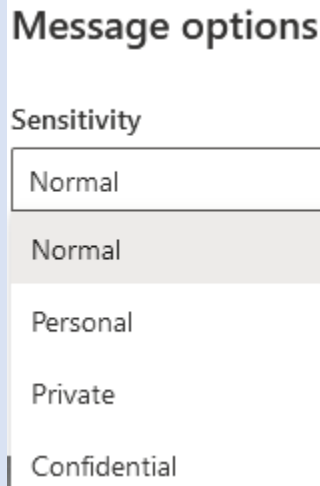 Message options
Sensitivity
Normal
Normal
Personal
Private
Confidential